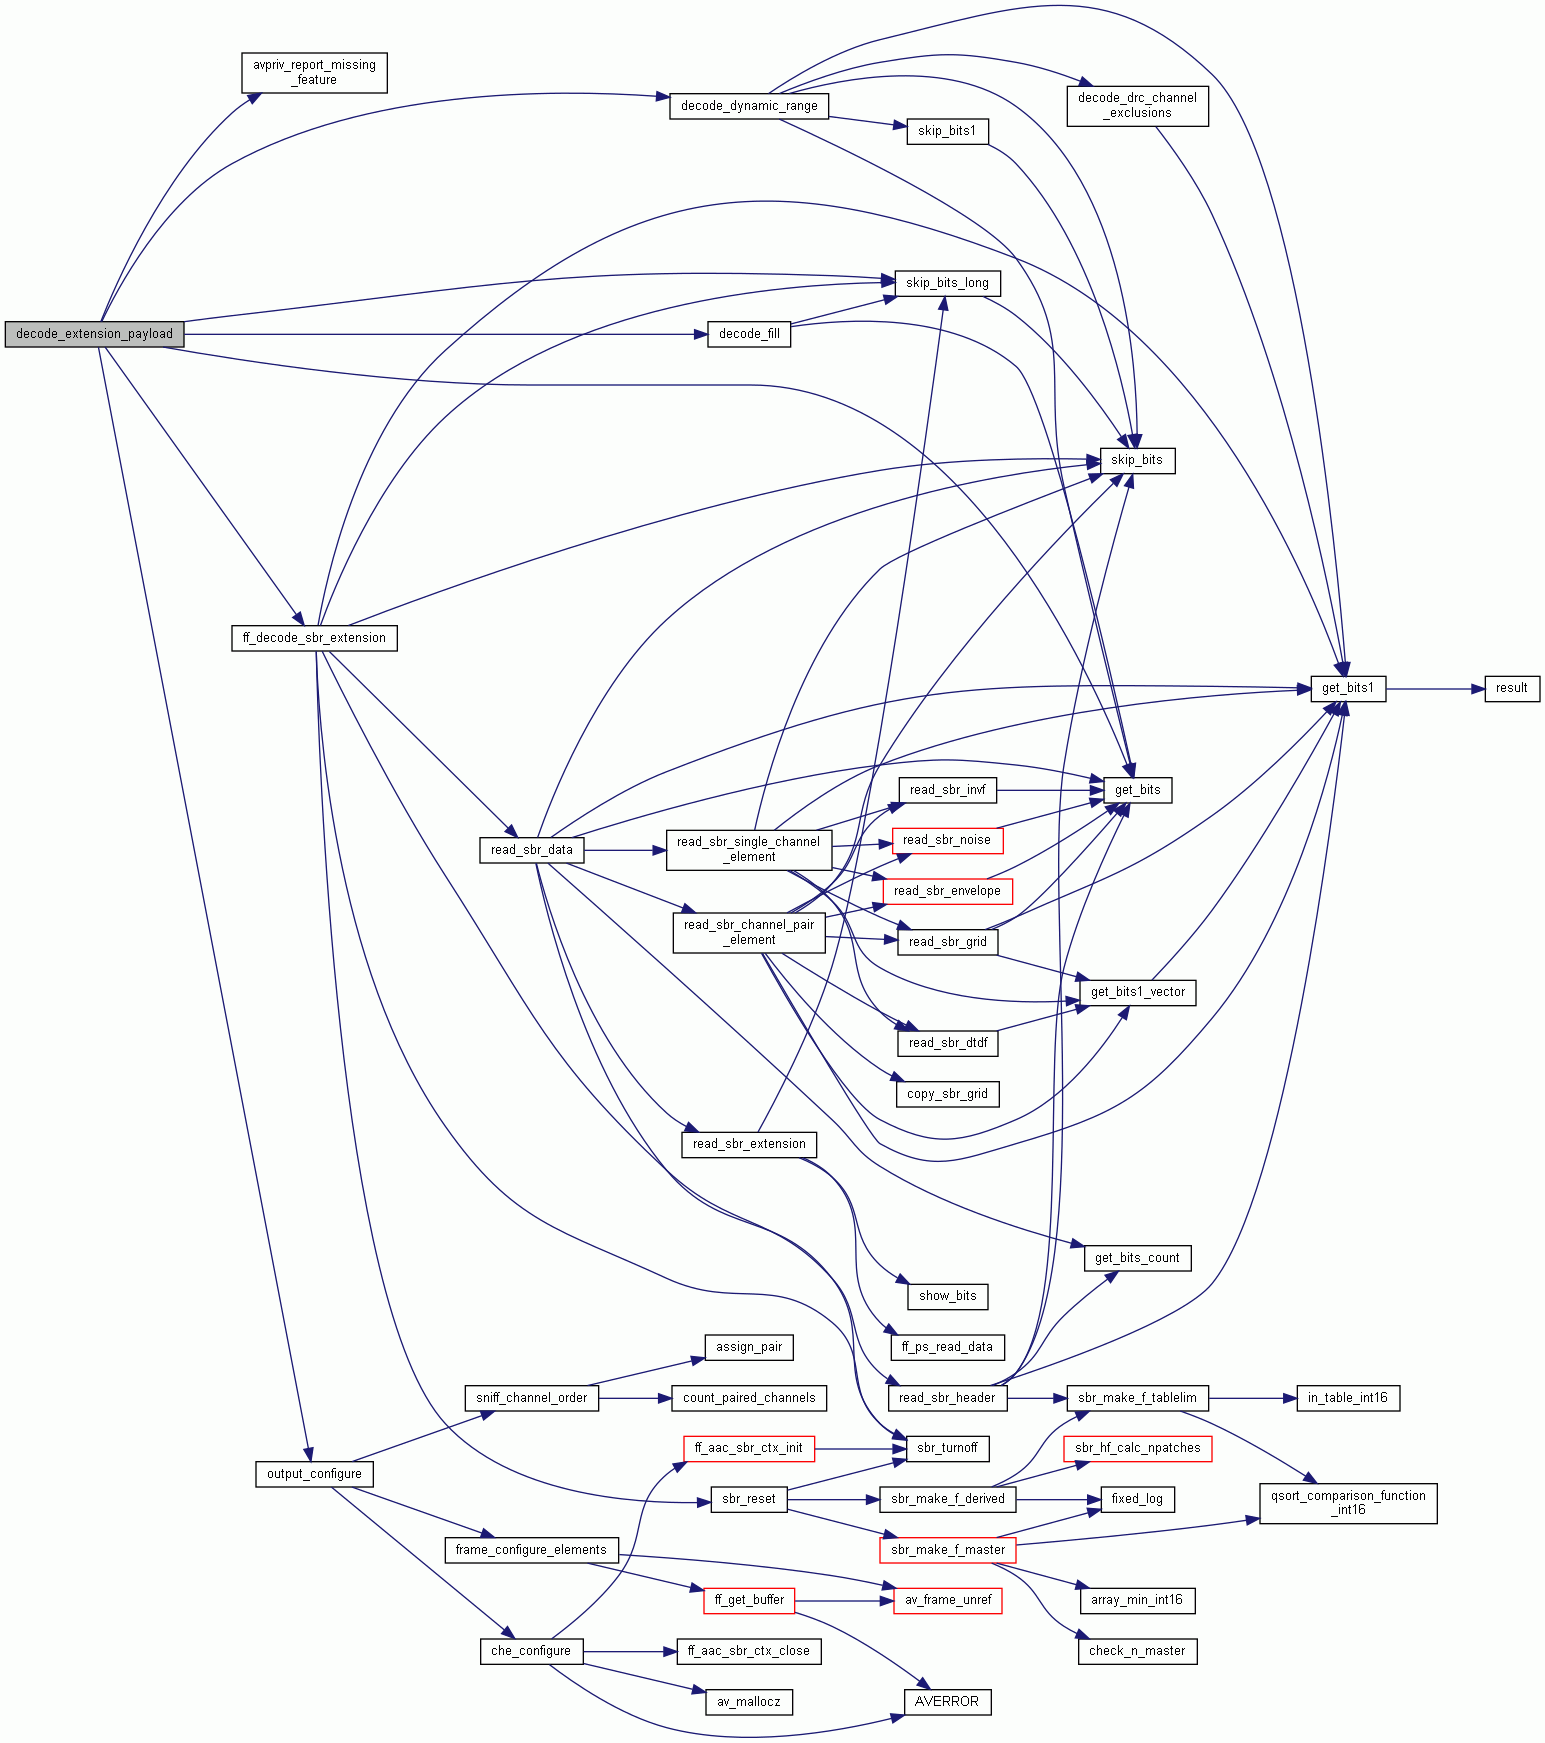 avpriv_report_missing
_feature
decode_dynamic_range
decode_drc_channel
_exclusions
skip_bits1
skip_bits_long
decode_extension_payload
decode_fill
skip_bits
ff_decode_sbr_extension
get_bits1
result
read_sbr_invf
get_bits
read_sbr_data
read_sbr_single_channel
_element
read_sbr_noise
read_sbr_envelope
read_sbr_channel_pair
_element
read_sbr_grid
get_bits1_vector
read_sbr_dtdf
copy_sbr_grid
read_sbr_extension
get_bits_count
show_bits
assign_pair
ff_ps_read_data
sniff_channel_order
count_paired_channels
read_sbr_header
sbr_make_f_tablelim
in_table_int16
ff_aac_sbr_ctx_init
sbr_turnoff
sbr_hf_calc_npatches
output_configure
sbr_reset
sbr_make_f_derived
fixed_log
qsort_comparison_function
_int16
frame_configure_elements
sbr_make_f_master
ff_get_buffer
av_frame_unref
array_min_int16
che_configure
ff_aac_sbr_ctx_close
check_n_master
av_mallocz
AVERROR